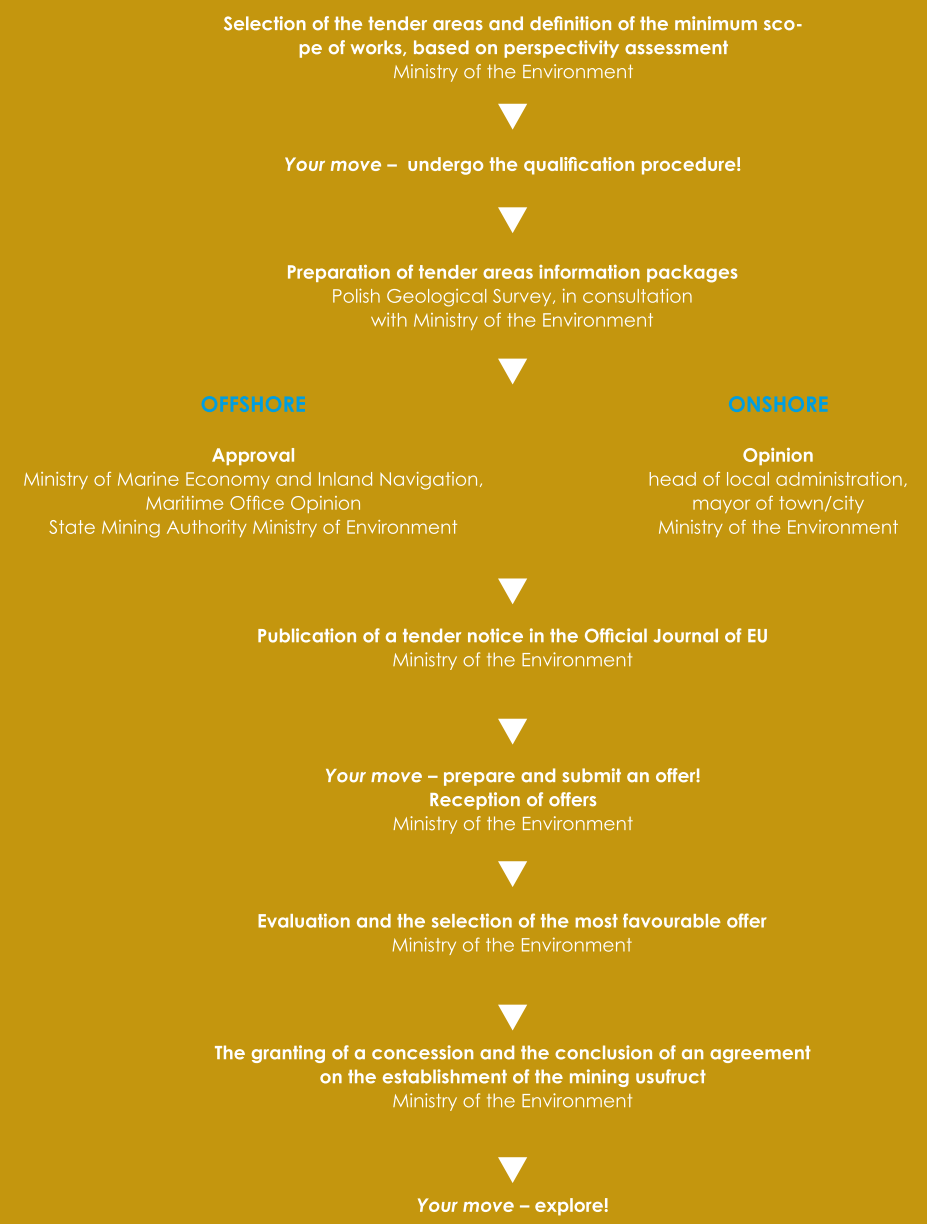 Selection of the tender areas and definition of the minimum sco-
pe of works, based on perspectivity assessment
Ministry of the Environment
Your move – undergo the qualification procedure!
Preparation of tender areas information packages
Polish Geological Survey, in consultation
with Ministry of the Environment
OFFSHORE
Approval
Ministry of Marine Economy and Inland Navigation,
Maritime Office Opinion
State Mining Authority Ministry of Environment
ONSHORE
Opinion
head of local administration,
mayor of town/city
Ministry of the Environment
Publication of a tender notice in the Official Journal of EU
Ministry of the Environment
Your move – prepare and submit an offer!
Reception of offers
Ministry of the Environment
Evaluation and the selection of the most favourable offer
Ministry of the Environment
The granting of a concession and the conclusion of an agreement
on the establishment of the mining usufruct
Ministry of the Environment
Your move – explore!